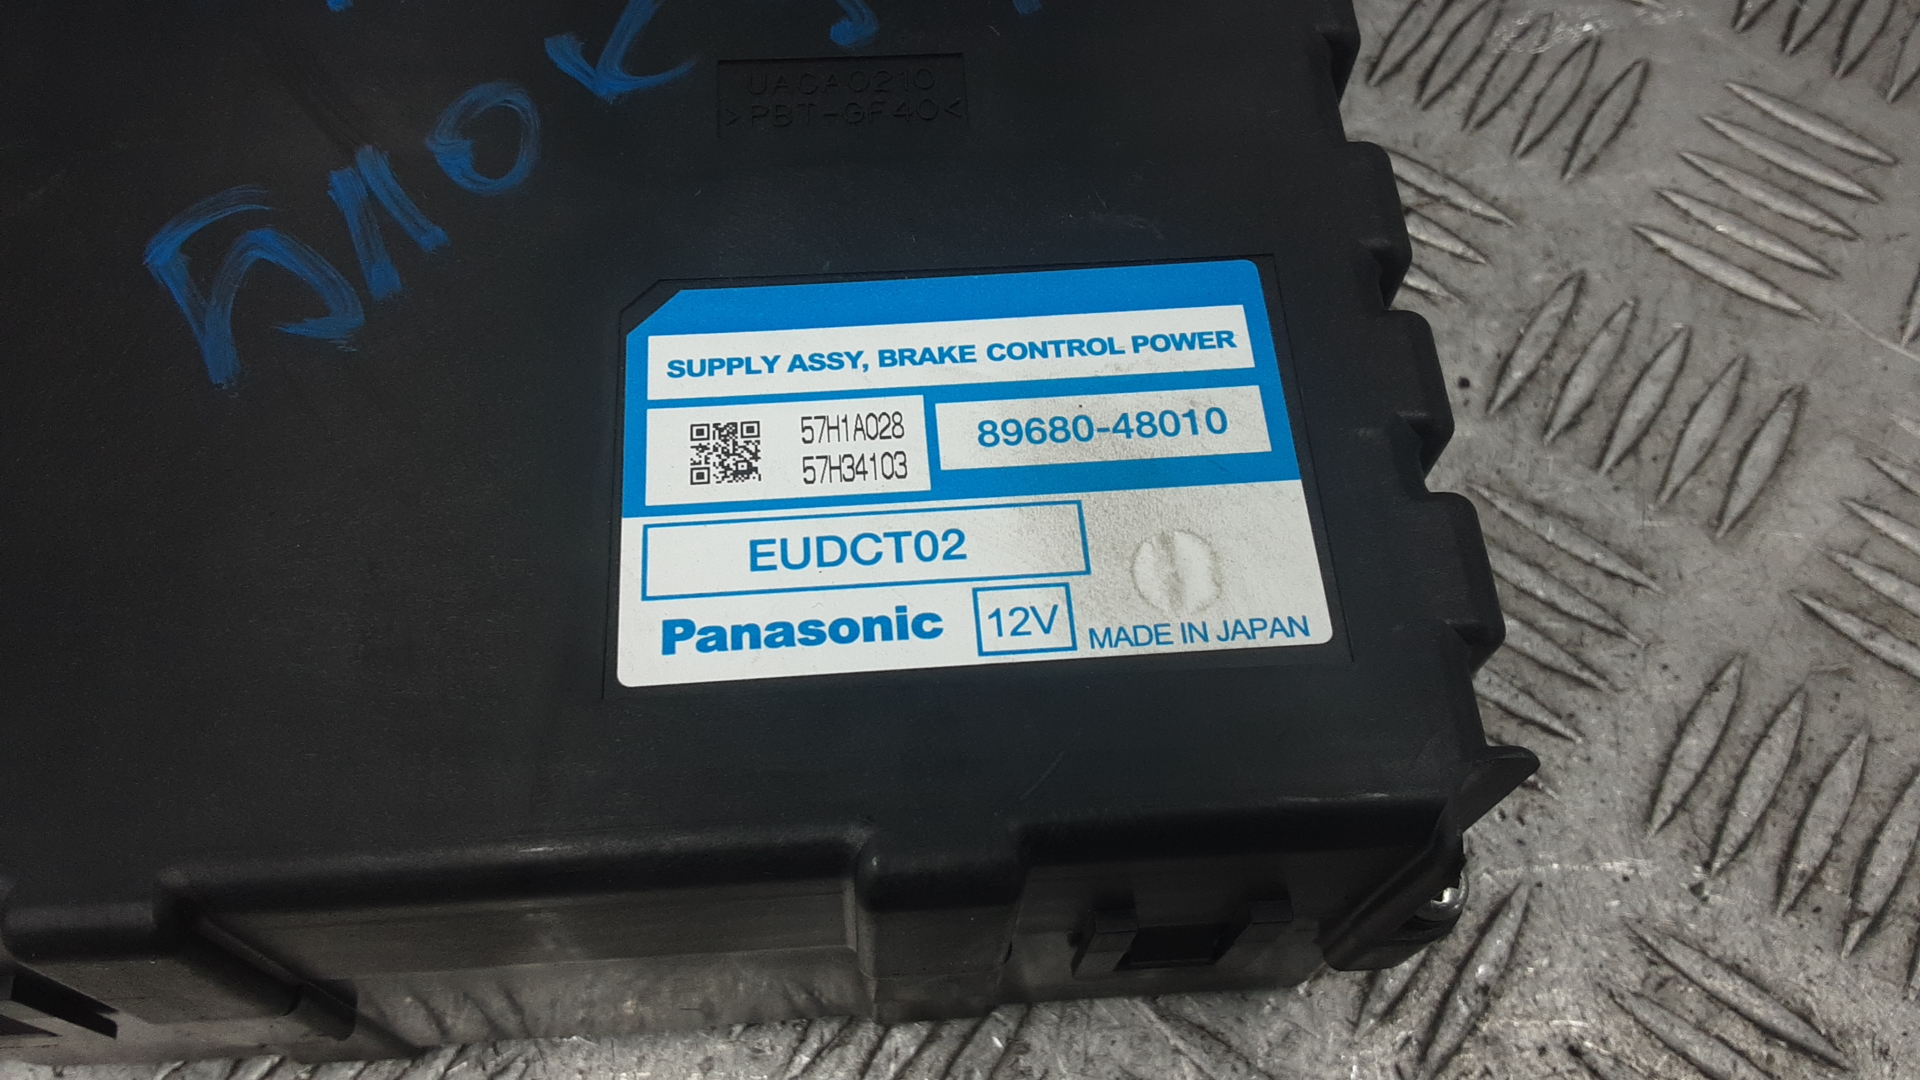 UACA0210
>PBT-GF40<
SUPPLY ASSY, BRAKE CONTROL POWER
57H1A028
57H34103
89680-48010
EUDCT02
Panasonic
12V
MADE IN JAPAN